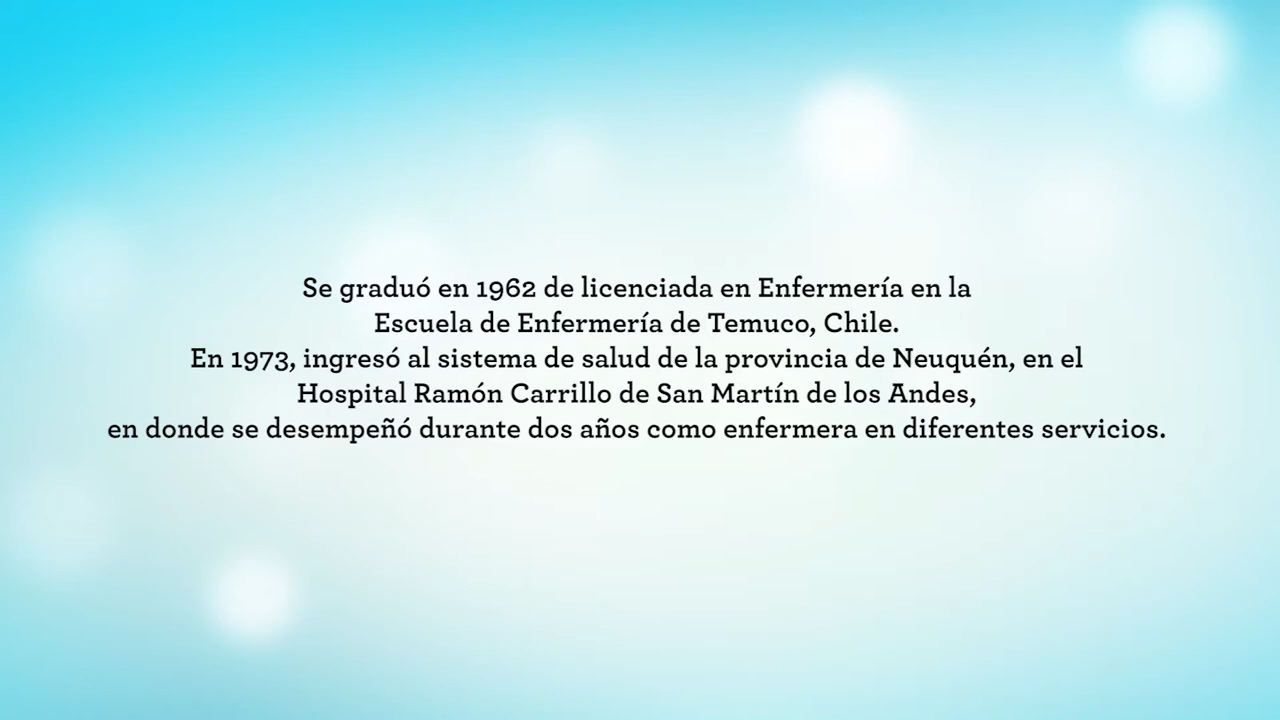 Se graduó en 1962 de licenciada en Enfermería en la
Escuela de Enfermería de Temuco, Chile.
En 1973, ingresó al sistema de salud de la provincia de Neuquén, en el
Hospital Ramón Carrillo de San Martín de los Andes,
en donde se desempeñó durante dos años como enfermera en diferentes servicios.